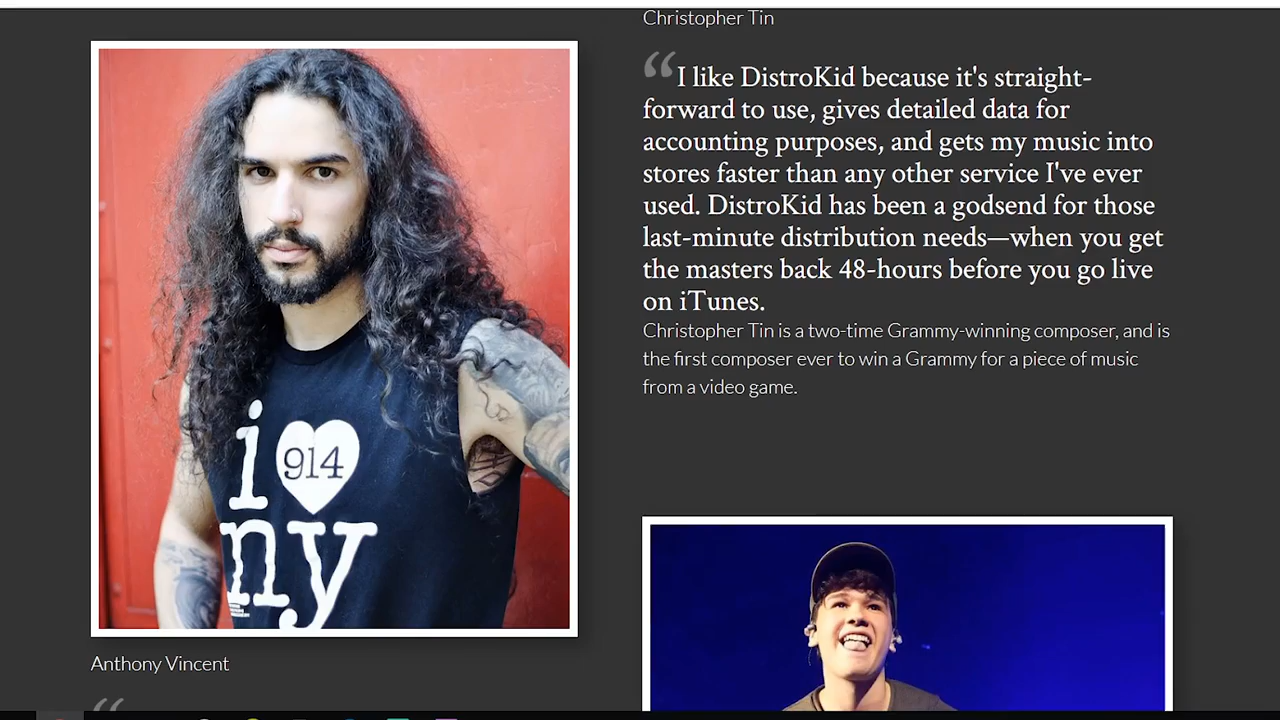 Christopher Tin
“I like DistroKid because it's straight-
forward to use, gives detailed data for
accounting purposes, and gets my music into
stores faster than any other service I've ever
used. DistroKid has been a godsend for those
last-minute distribution needs—when you get
the masters back 48-hours before you go live
on iTunes.
Christopher Tin is a two-time Grammy-winning composer, and is
the first composer ever to win a Grammy for a piece of music
from a video game.
i 914
ny
Anthony Vincent
“